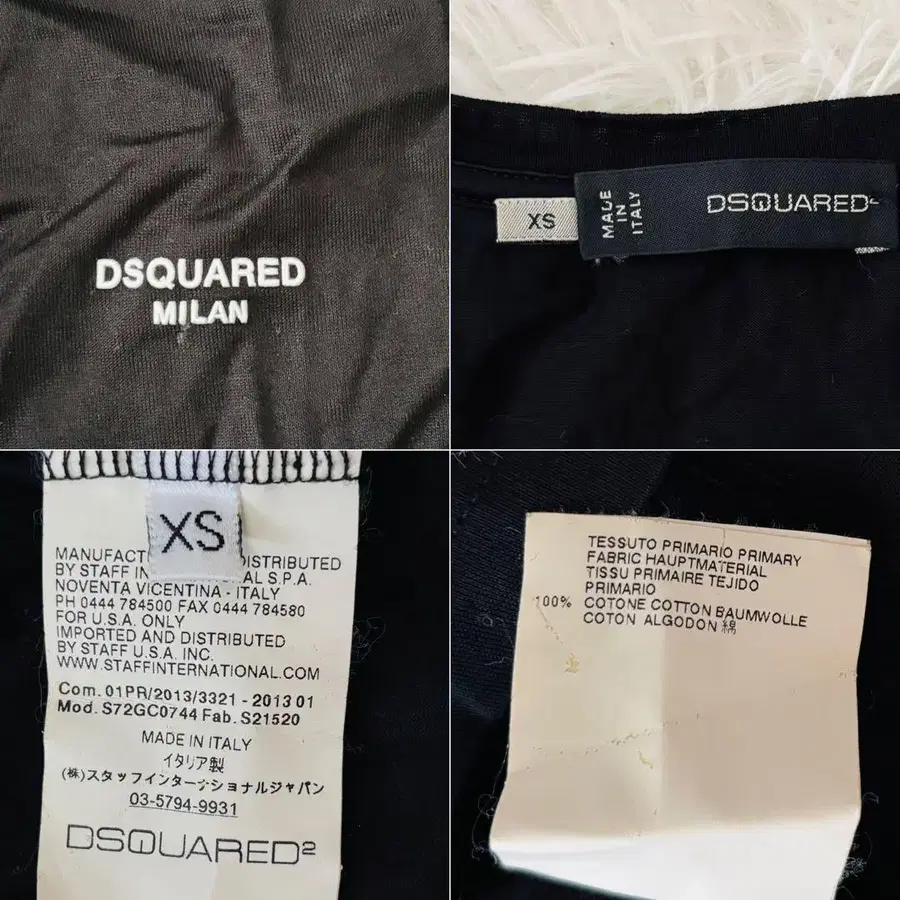 DSQUARED
MILAN
XS
MADE
IN
ITALY
DSQUARED²
XS
MANUFACT DISTRIBUTED
BY STAFF IN AL S.P.A.
NOVENTA VICENTINA - ITALY
PH 0444 784500 FAX 0444 784580
FOR U.S.A. ONLY
IMPORTED AND DISTRIBUTED
BY STAFF U.S.A. INC.
WWW.STAFFINTERNATIONAL.COM
Com. 01PR/2013/3321 - 2013 01
Mod. S72GC0744 Fab. S21520
MADE IN ITALY
イタリア製
(株)スタッフインターナショナルジャパン
03-5794-9931
DSQUARED²
TESSUTO PRIMARIO PRIMARY
FABRIC HAUPTMATERIAL
TISSU PRIMAIRE TEJIDO
PRIMARIO
100% COTONE COTTON BAUMWOLLE
COTON ALGODON 綿